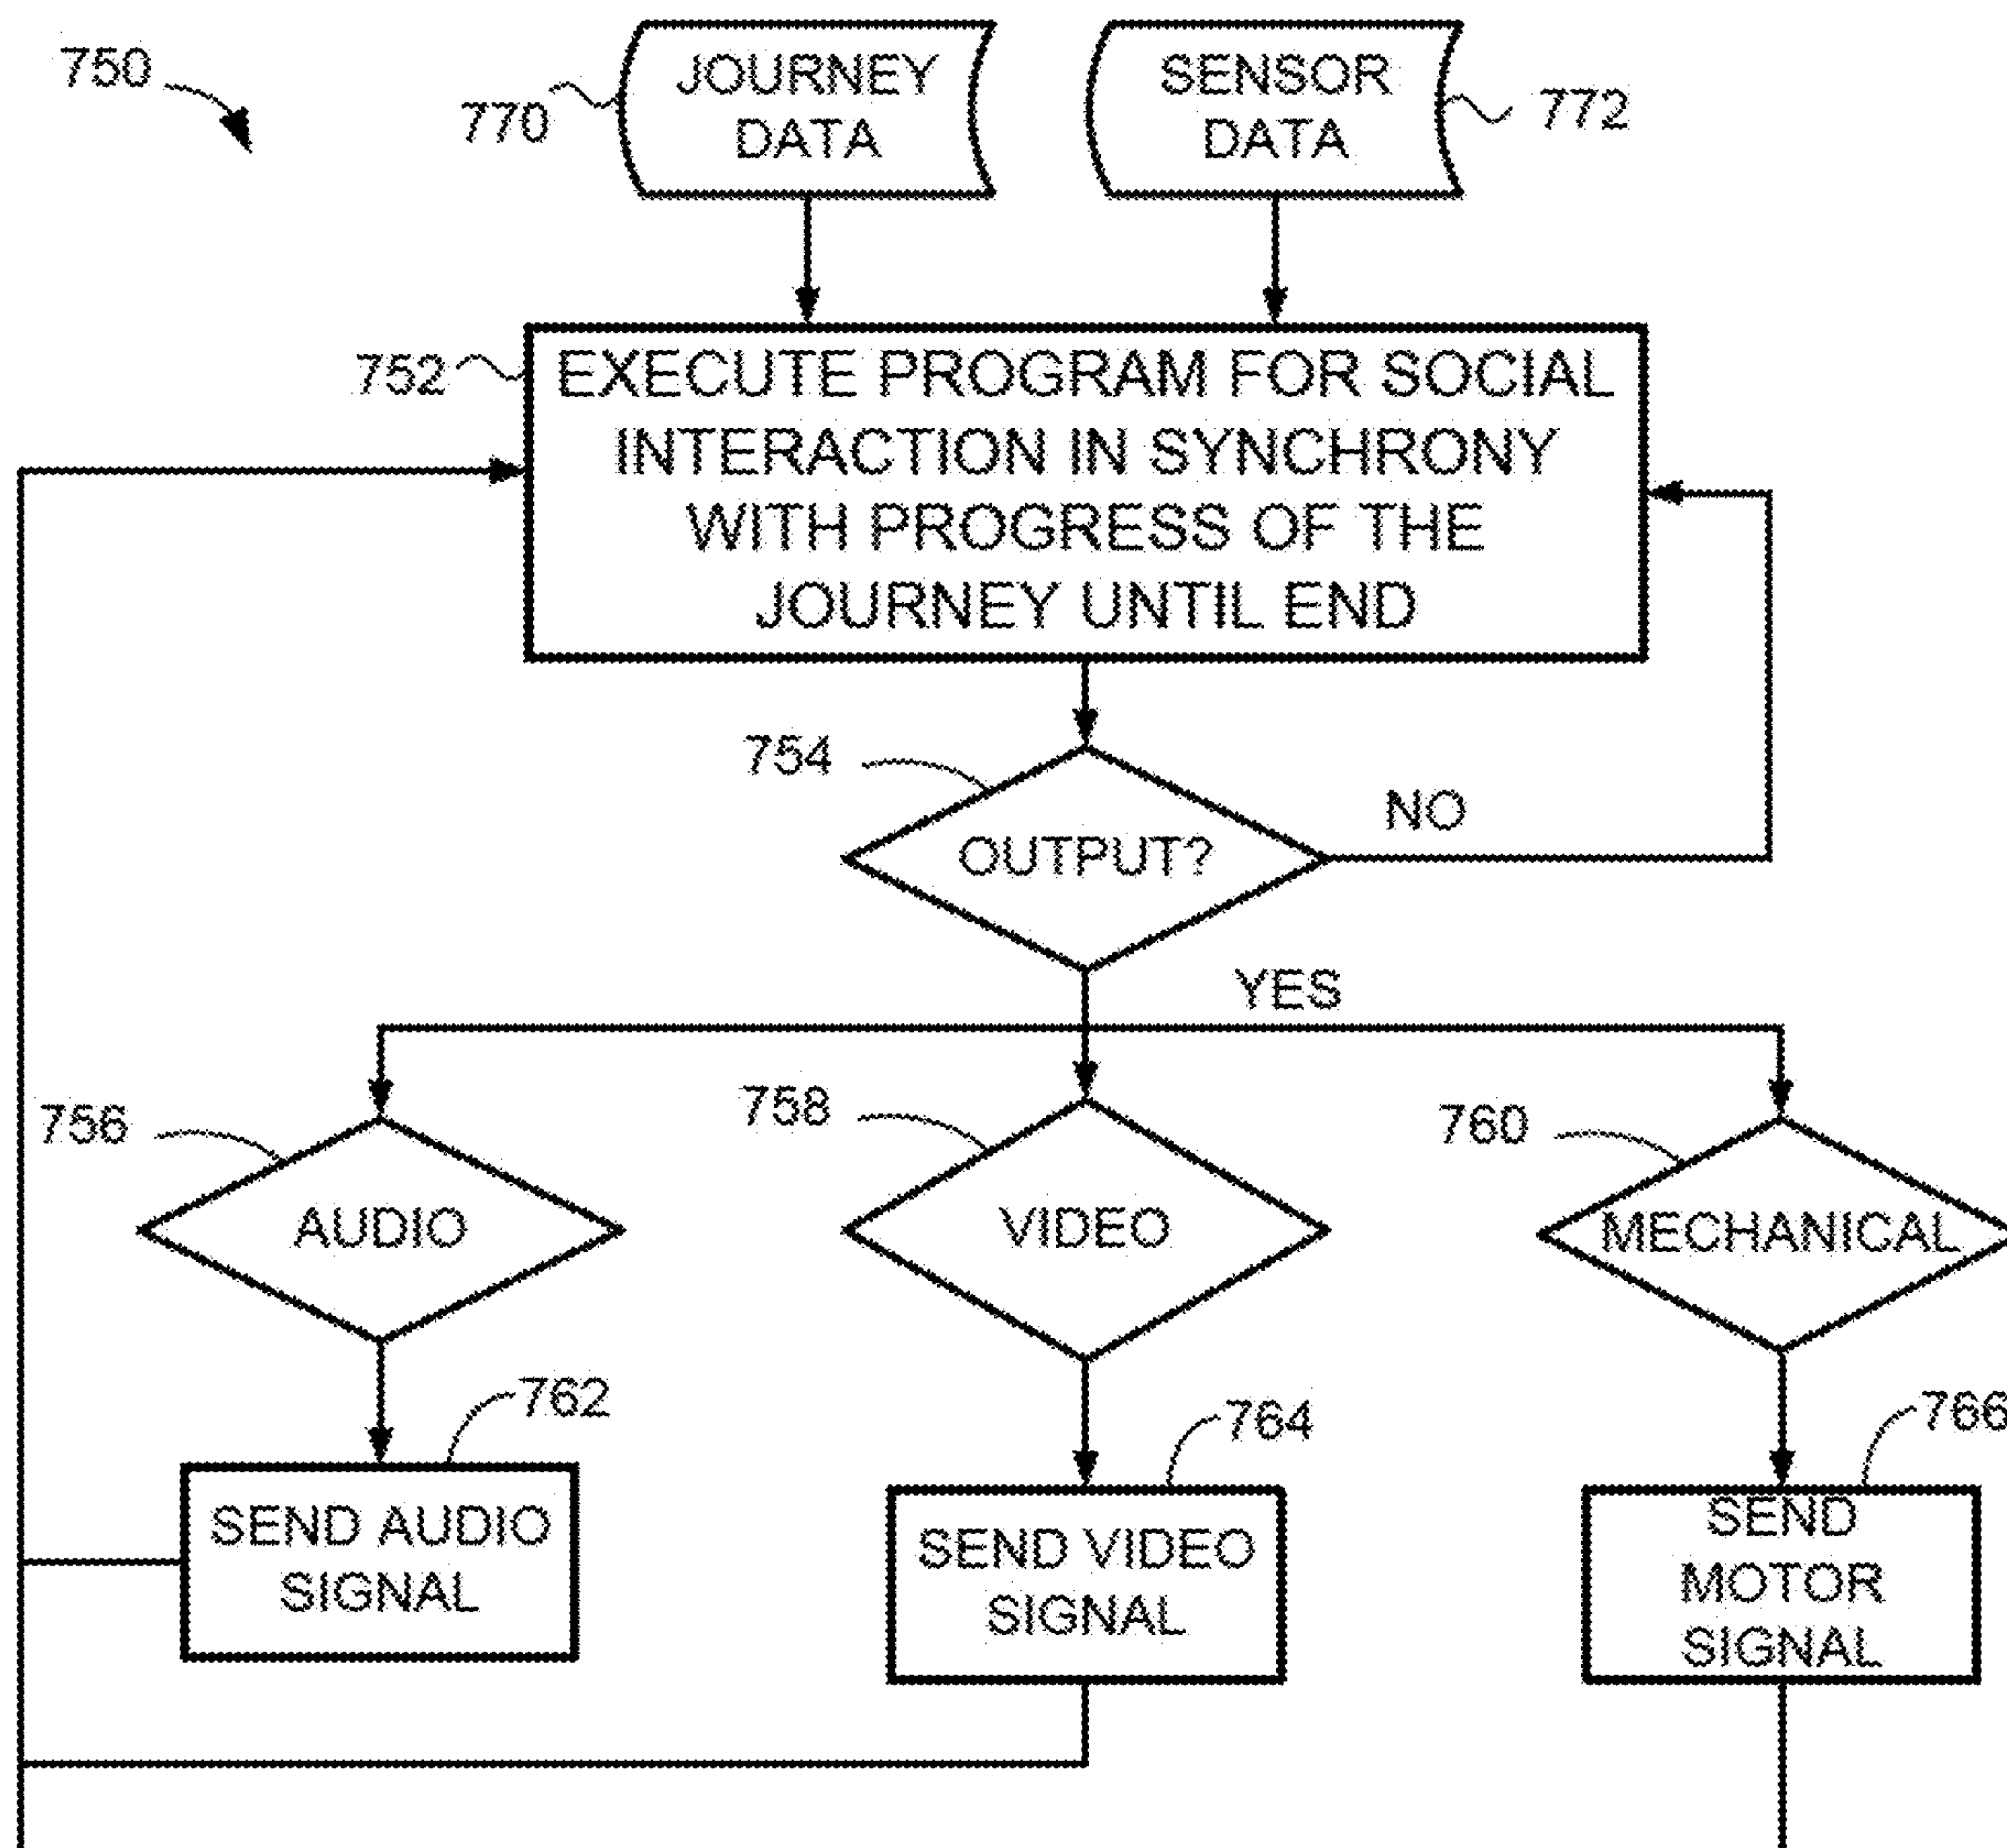 750
770
JOURNEY
DATA
SENSOR
DATA
772
752
EXECUTE PROGRAM FOR SOCIAL
INTERACTION IN SYNCHRONY
WITH PROGRESS OF THE
JOURNEY UNTIL END
754
OUTPUT?
NO
YES
756
AUDIO
758
VIDEO
760
MECHANICAL
762
SEND AUDIO
SIGNAL
764
SEND VIDEO
SIGNAL
766
SEND
MOTOR
SIGNAL